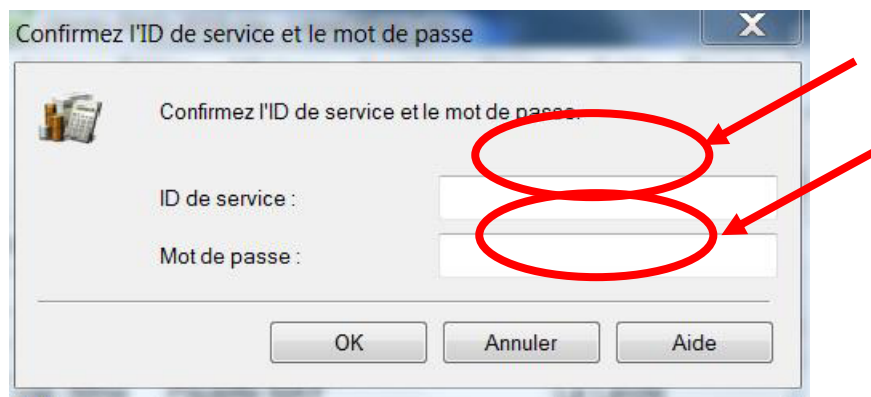 Confirmez l'ID de service et le mot de passe
Confirmez l'ID de service et le mot de passe.
ID de service :
Mot de passe :
OK
Annuler
Aide